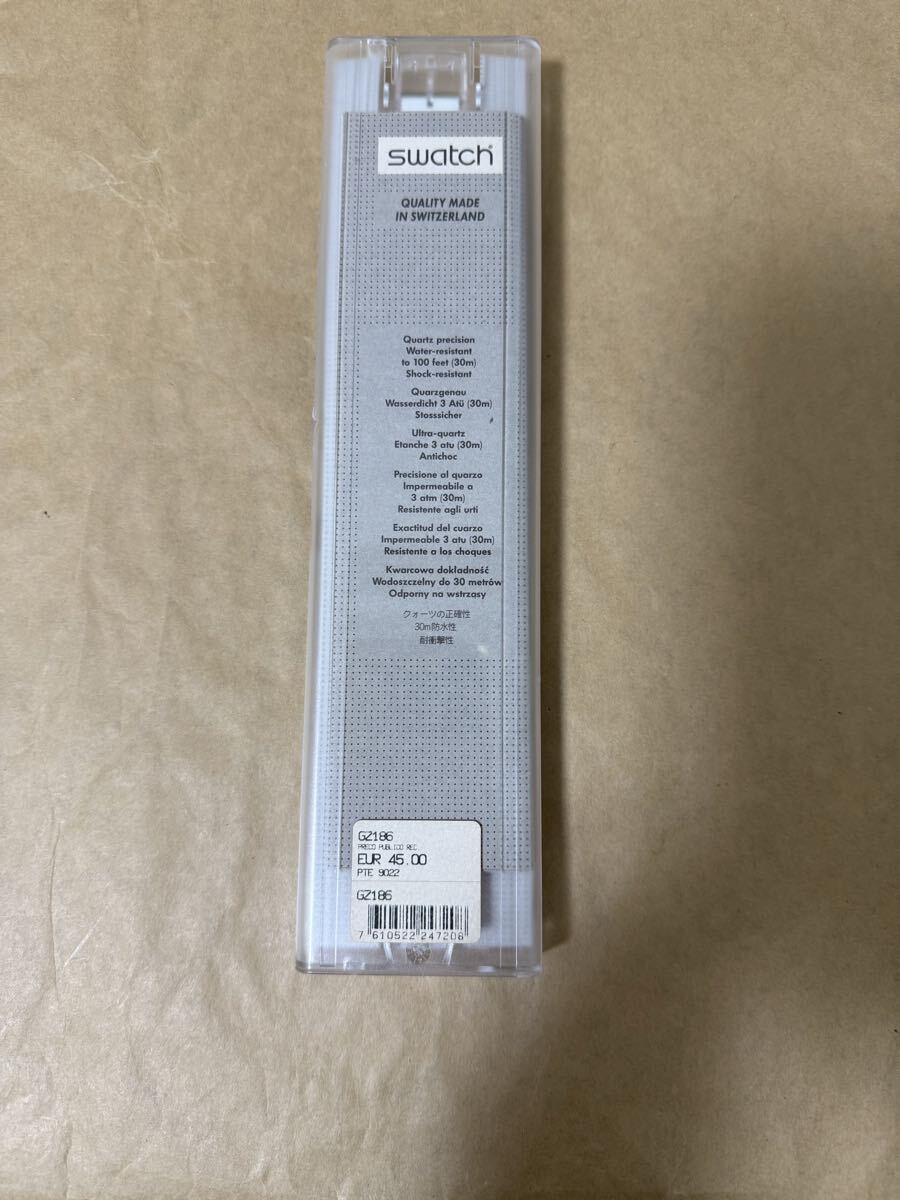 swatch
QUALITY MADE
IN SWITZERLAND
Quartz precision
Water-resistant
to 100 feet (30m)
Shock-resistant
Quarzgenau
Wasserdicht 3 Atü (30m)
Stosssicher
Ultra-quartz
Etanche 3 atu (30m)
Antichoc
Precisione al quarzo
Impermeabile a
3 atm (30m)
Resistente agli urti
Exactitud del cuarzo
Impermeable 3 atu (30m)
Resistente a los choques
Kwarcowa dokładność
Wodoszczelny do 30 metrów
Odporny na wstrząsy
クォーツの正確性
30m防水性
耐衝撃性
GZ186
PRECO PUBLICO REC.
EUR 45.00
PTE 9022
GZ186
7 610522 247208